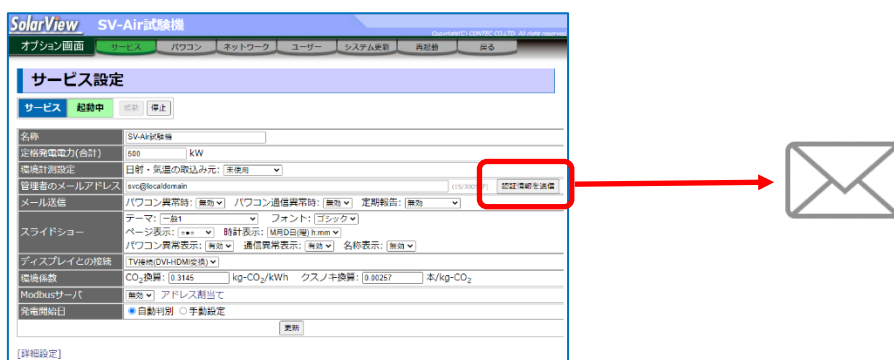 SolarView SV-Air試験機
Copyright(C) CONTEC CO.,LTD. All right reserved.
オプション画面 サービス パワコン ネットワーク ユーザー システム更新 再起動 戻る
サービス設定
サービス 起動中 起動 停止
名称 SV-Air試験機
定格発電電力(合計) 500 kW
環境計測設定 日射・気温の取込み元: 未使用
管理者のメールアドレス svc@localdomain 認証情報を送信
メール送信 パワコン異常時: 無効 パワコン通信異常時: 無効 定期報告: 無効
スライドショー テーマ: 一般1 フォント: ゴシック
ページ表示: ●●● 時計表示: M月D日(曜) h:mm
パワコン異常表示: 有効 通信異常表示: 有効 名称表示: 無効
ディスプレイとの接続 TV接続(DVI-HDMI変換)
環境係数 CO₂換算: 0.3145 kg-CO₂/kWh クスノキ換算: 0.00257 本/kg-CO₂
Modbusサーバ 無効 アドレス割当て
発電開始日 自動判別 手動設定
更新
[詳細設定]